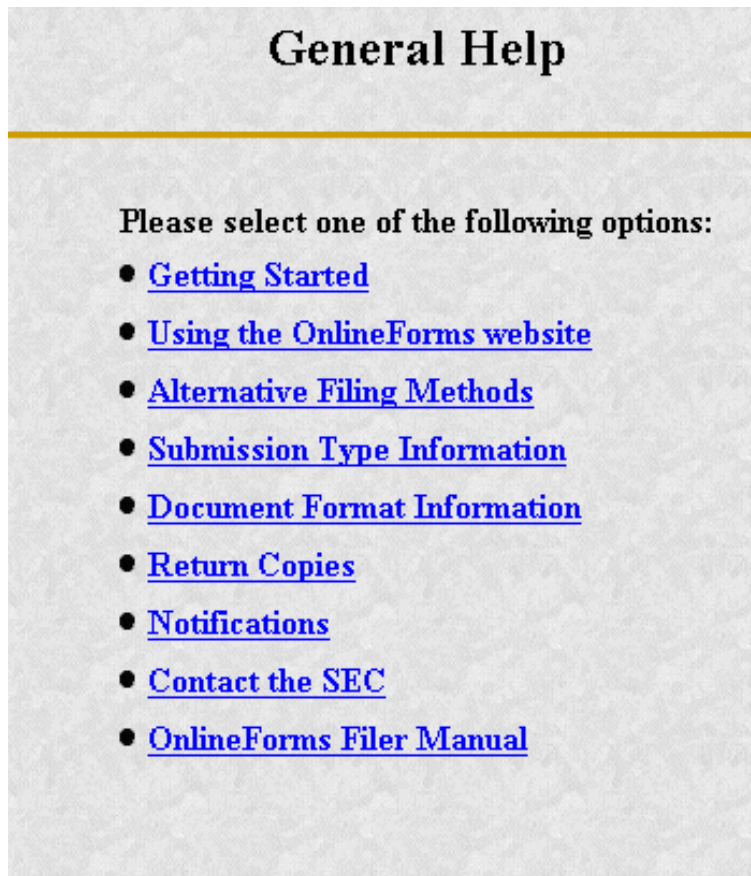 General Help
Please select one of the following options:
Getting Started
Using the OnlineForms website
Alternative Filing Methods
Submission Type Information
Document Format Information
Return Copies
Notifications
Contact the SEC
OnlineForms Filer Manual